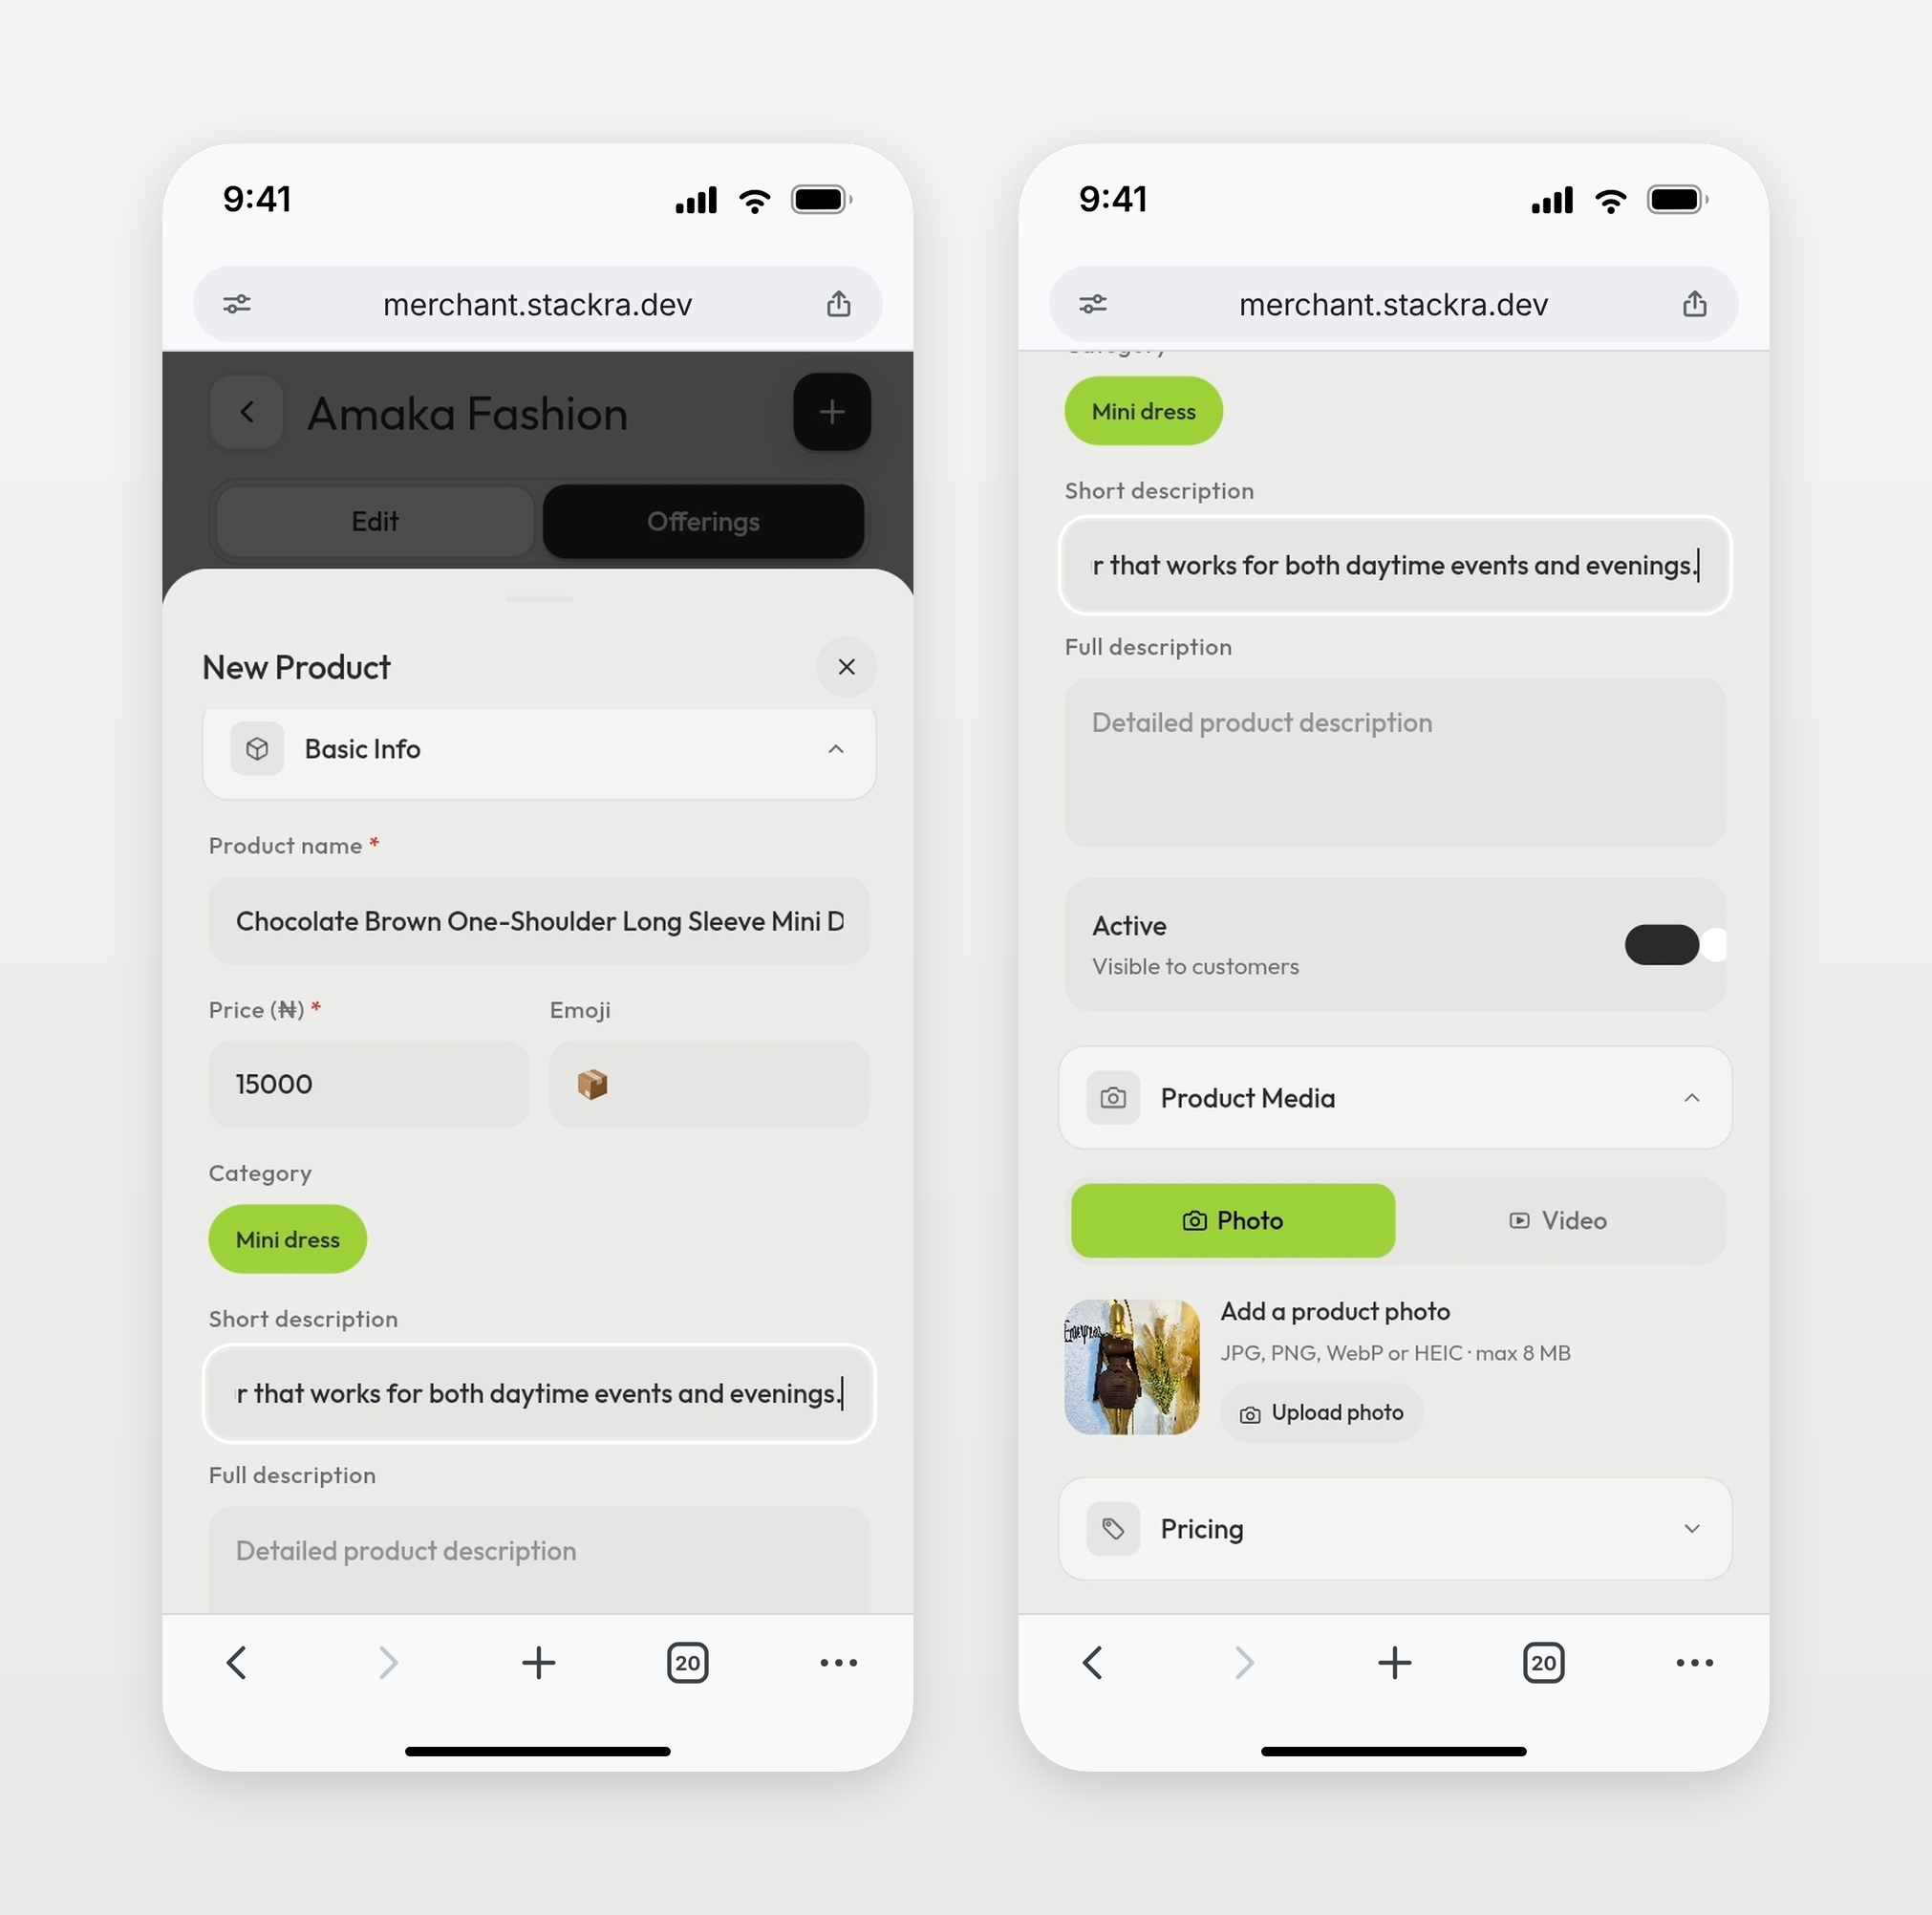 9:41
merchant.stackra.dev
Amaka Fashion
Edit
Offerings
New Product
Basic Info
Product name *
Chocolate Brown One-Shoulder Long Sleeve Mini D
Price (₦) *
Emoji
15000
Category
Mini dress
Short description
r that works for both daytime events and evenings.
Full description
Detailed product description
20
9:41
merchant.stackra.dev
Category
Mini dress
Short description
r that works for both daytime events and evenings.
Full description
Detailed product description
Active
Visible to customers
Product Media
Photo
Video
Add a product photo
JPG, PNG, WebP or HEIC · max 8 MB
Upload photo
Pricing
20